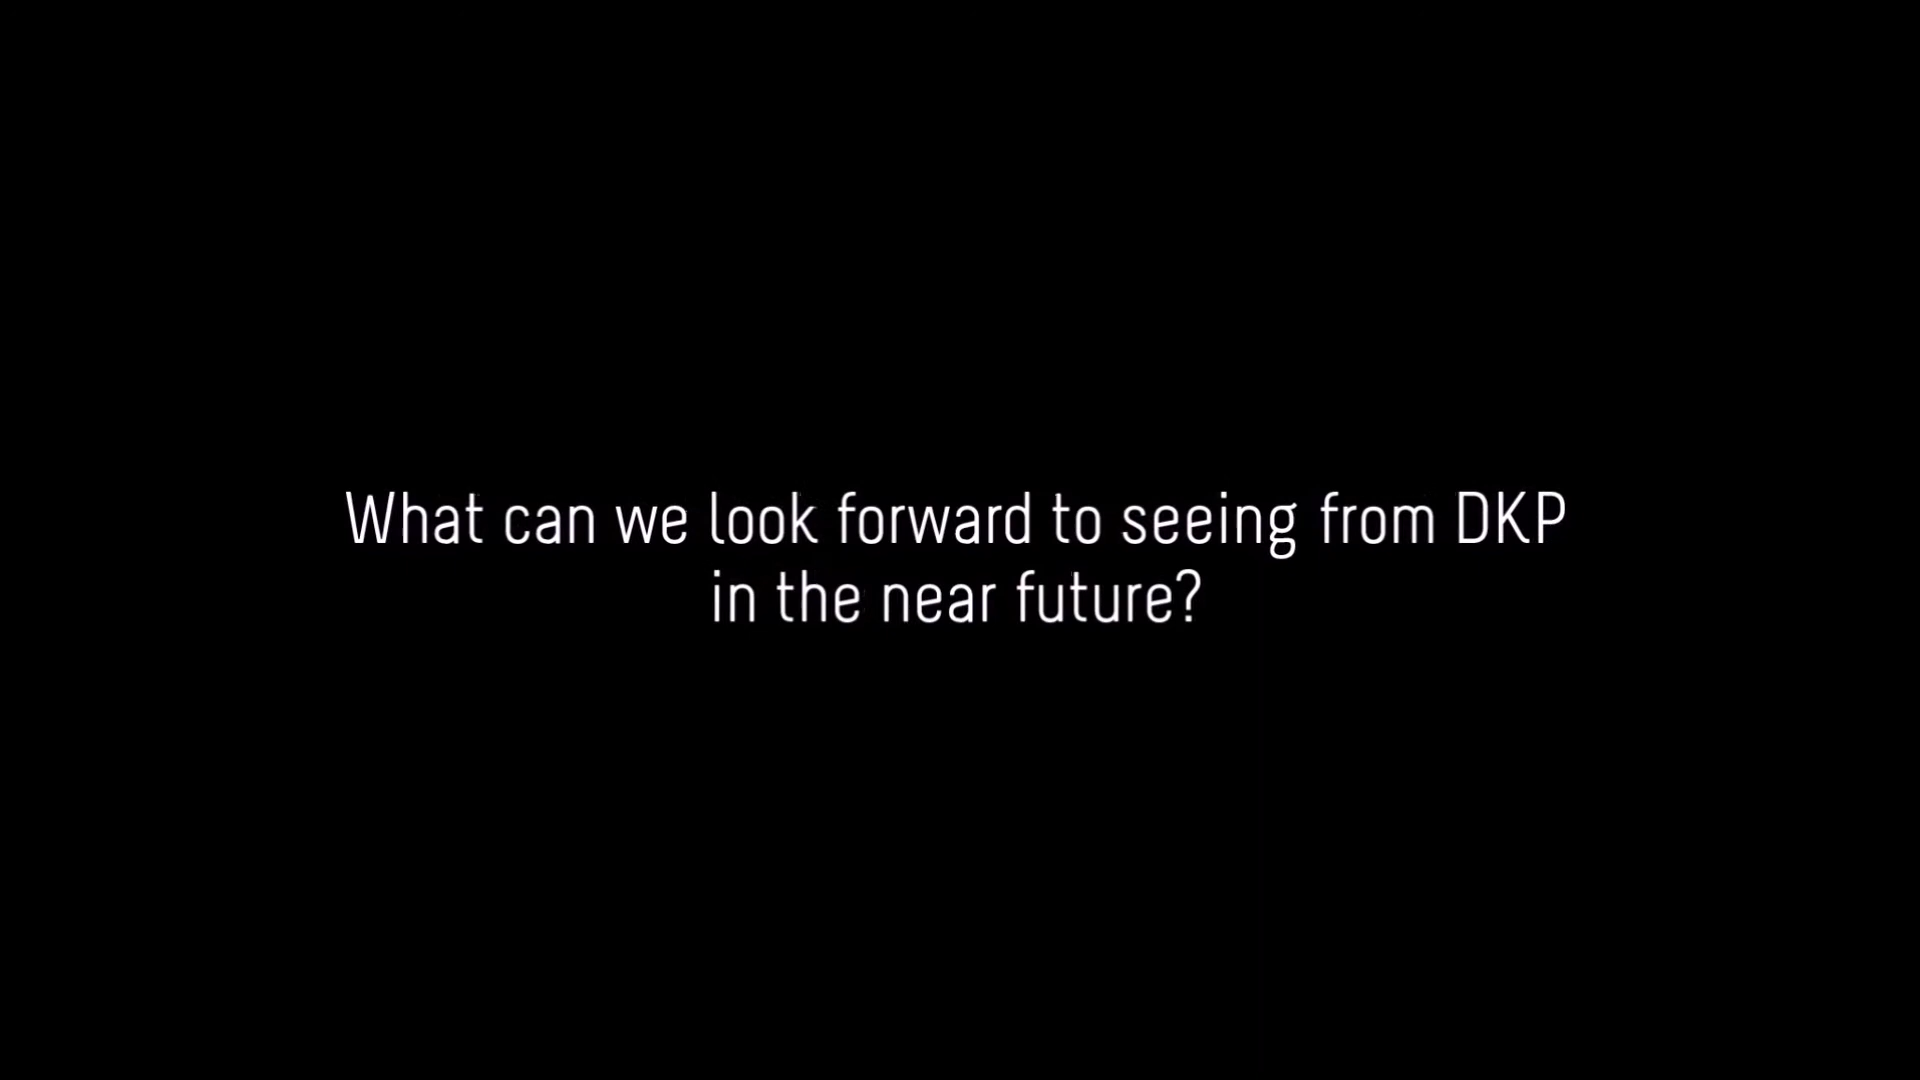 What can we look forward to seeing from DKP
in the near future?